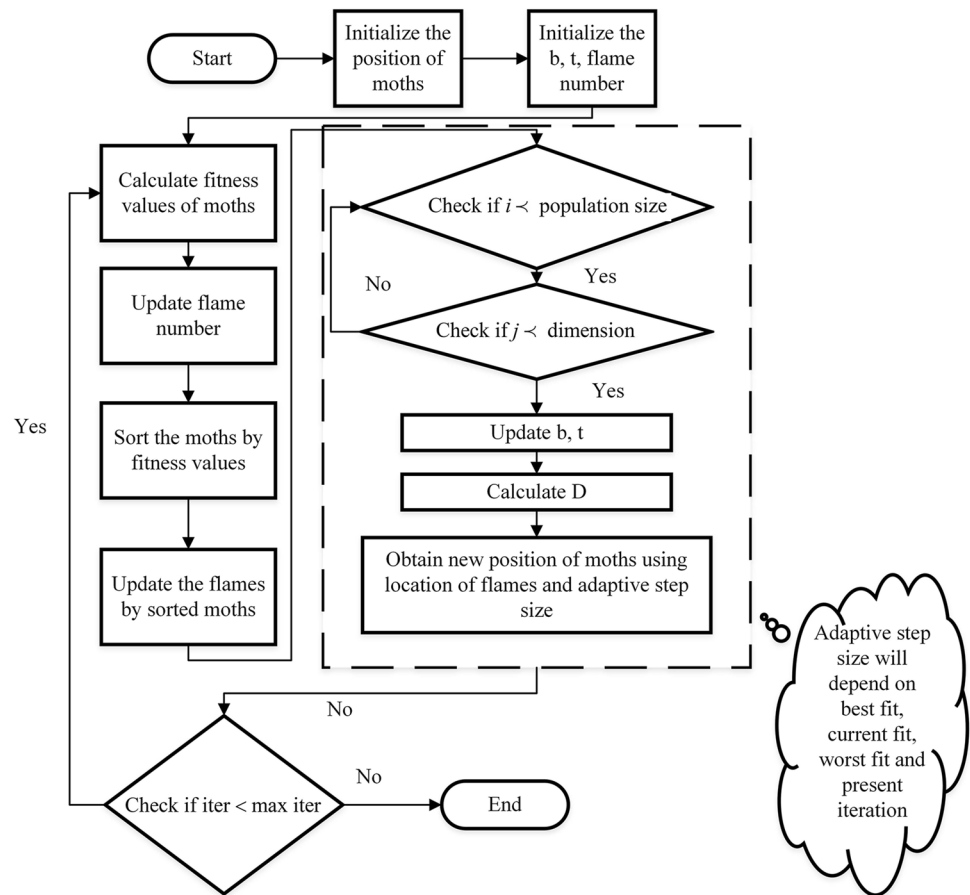 Start
Initialize the
position of
moths
Initialize the
b, t, flame
number
Calculate fitness
values of moths
Update flame
number
Sort the moths by
fitness values
Update the flames
by sorted moths
Yes
Check if i ≺ population size
Yes
No
Check if j ≺ dimension
Yes
Update b, t
Calculate D
Obtain new position of moths using
location of flames and adaptive step
size
Adaptive step
size will
depend on
best fit,
current fit,
worst fit and
present
iteration
No
Check if iter < max iter
No
End